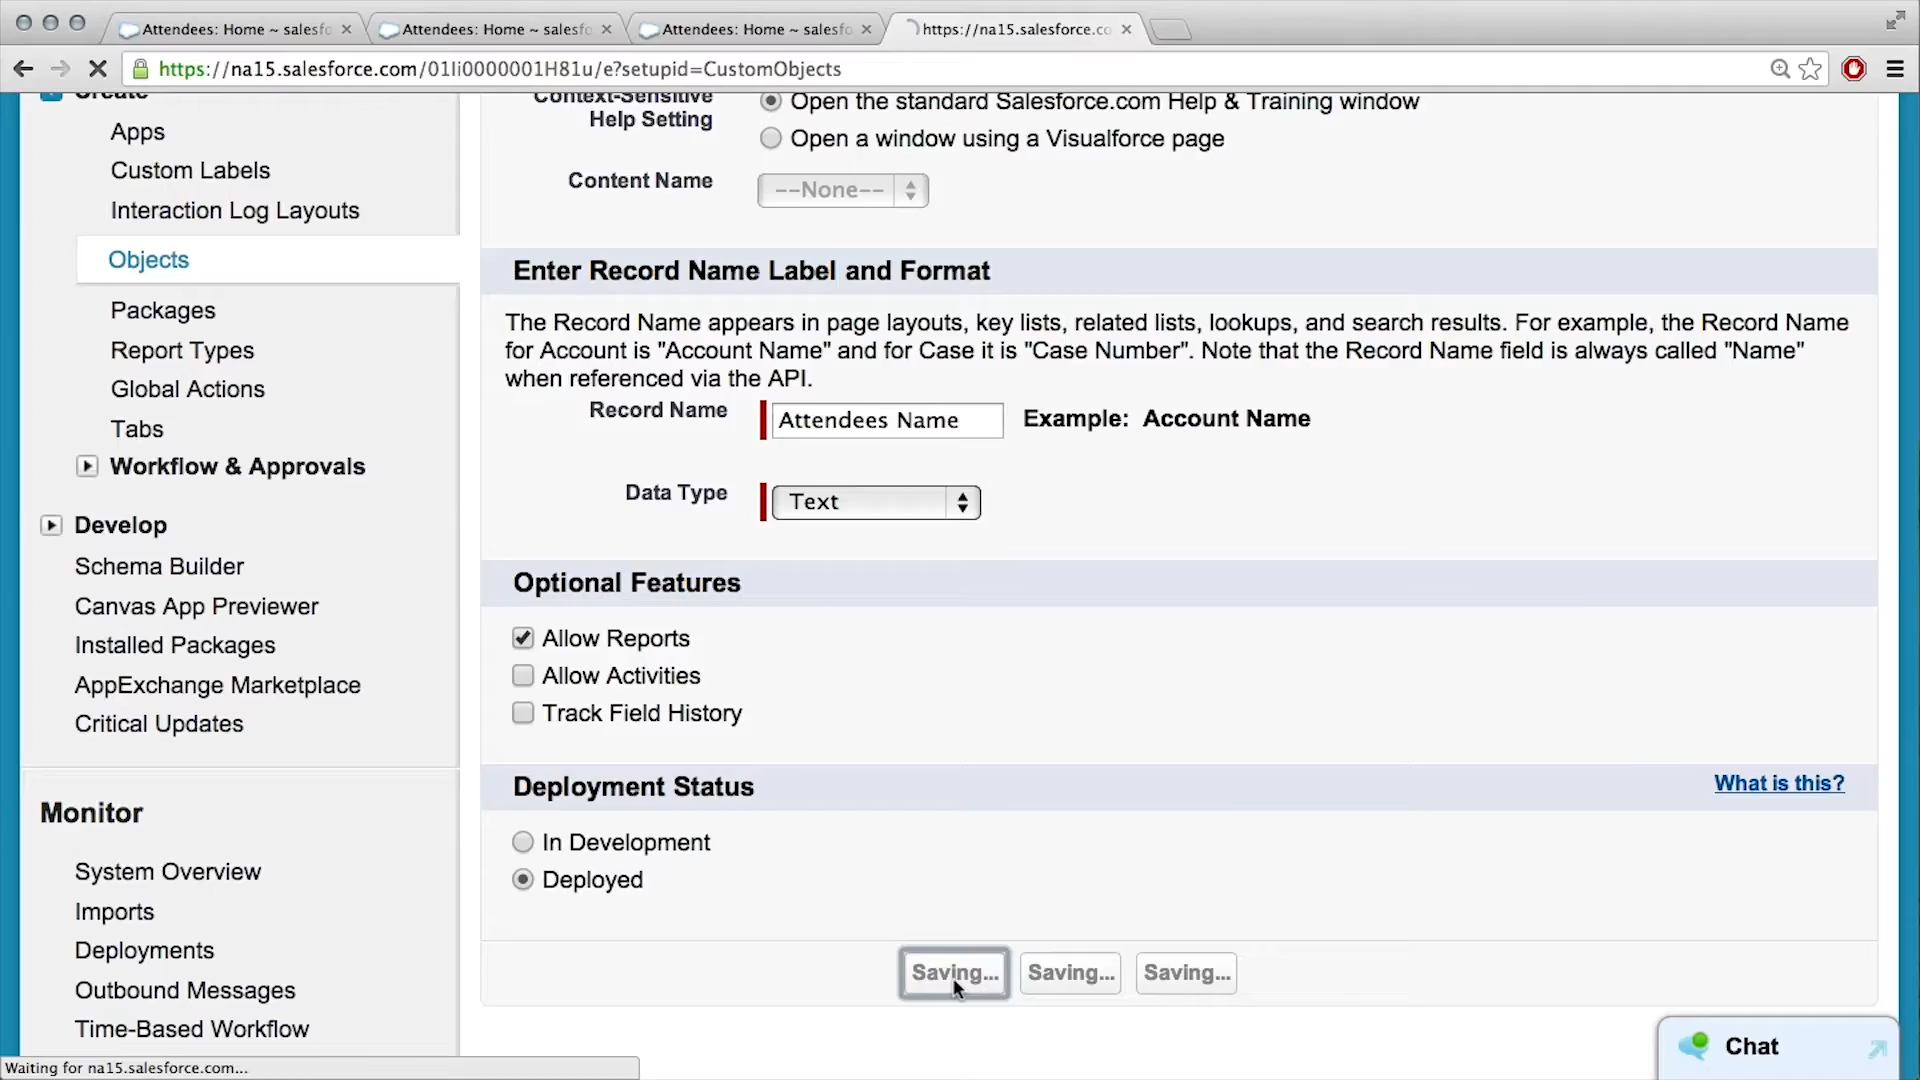 Attendees: Home ~ salesfo
Attendees: Home ~ salesfo
Attendees: Home ~ salesfo
https://na15.salesforce.co
https://na15.salesforce.com/01Ii0000001H81u/e?setupid=CustomObjects
Create
Apps
Custom Labels
Interaction Log Layouts
Objects
Packages
Report Types
Global Actions
Tabs
Workflow & Approvals
Develop
Schema Builder
Canvas App Previewer
Installed Packages
AppExchange Marketplace
Critical Updates
Monitor
System Overview
Imports
Deployments
Outbound Messages
Time-Based Workflow
Context-Sensitive
Help Setting
Open the standard Salesforce.com Help & Training window
Open a window using a Visualforce page
Content Name
--None--
Enter Record Name Label and Format
The Record Name appears in page layouts, key lists, related lists, lookups, and search results. For example, the Record Name
for Account is "Account Name" and for Case it is "Case Number". Note that the Record Name field is always called "Name"
when referenced via the API.
Record Name
Attendees Name
Example: Account Name
Data Type
Text
Optional Features
Allow Reports
Allow Activities
Track Field History
Deployment Status
What is this?
In Development
Deployed
Saving...
Saving...
Saving...
Chat
Waiting for na15.salesforce.com...